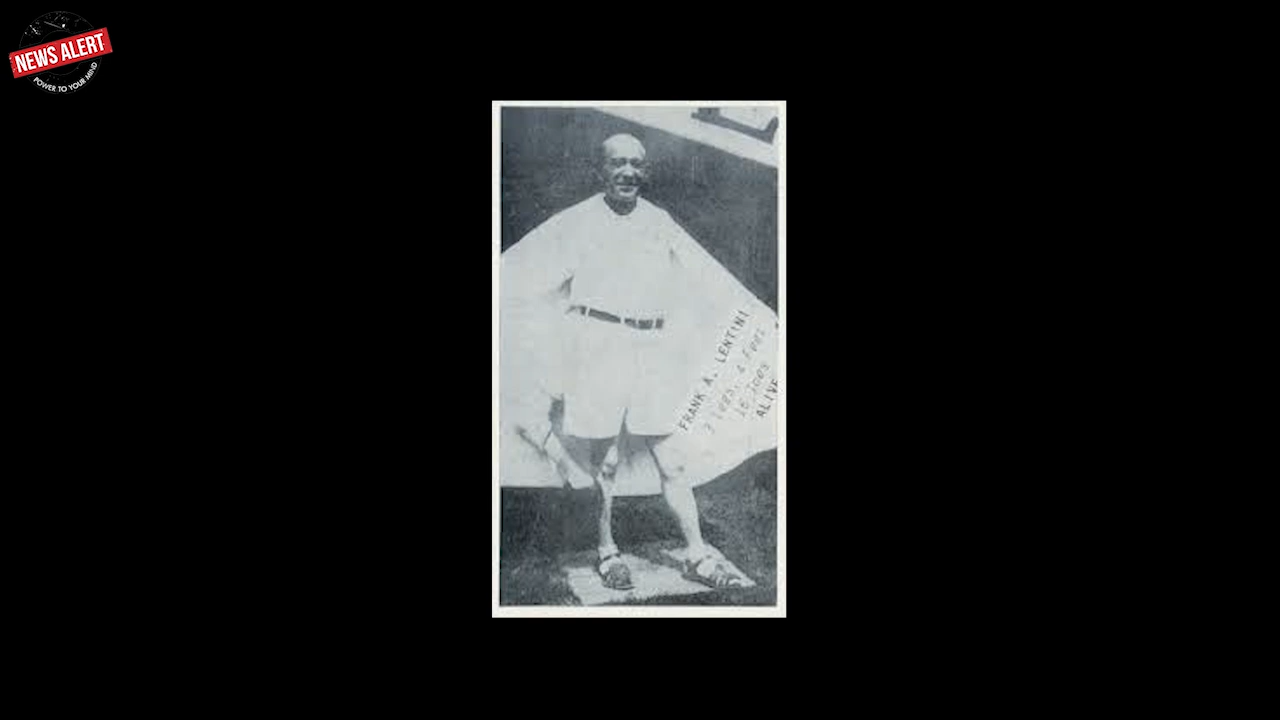 NEWS ALERT
POWER TO YOUR MIND
FRANK A. LENTINI
3 LEGS, 4 FEET
16 TOES
ALIVE